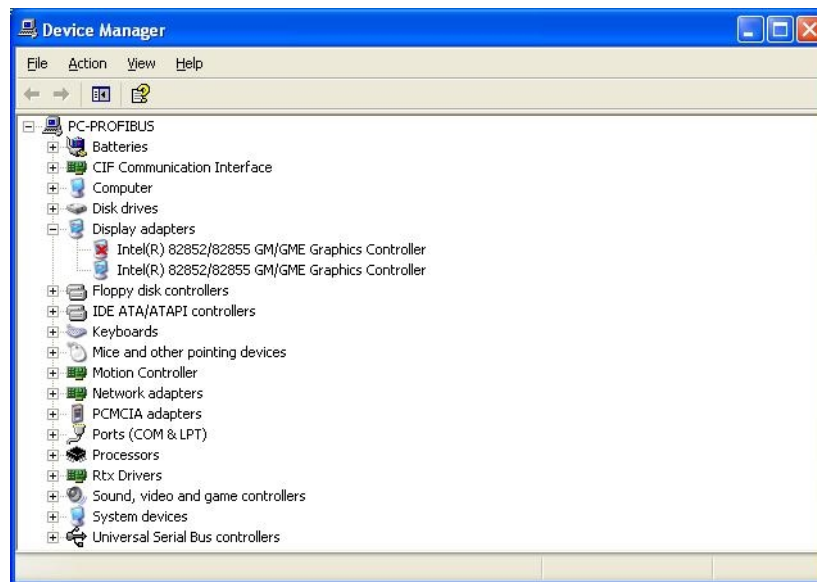 Device Manager
File Action View Help
PC-PROFIBUS
Batteries
CIF Communication Interface
Computer
Disk drives
Display adapters
Intel(R) 82852/82855 GM/GME Graphics Controller
Intel(R) 82852/82855 GM/GME Graphics Controller
Floppy disk controllers
IDE ATA/ATAPI controllers
Keyboards
Mice and other pointing devices
Motion Controller
Network adapters
PCMCIA adapters
Ports (COM & LPT)
Processors
Rtx Drivers
Sound, video and game controllers
System devices
Universal Serial Bus controllers